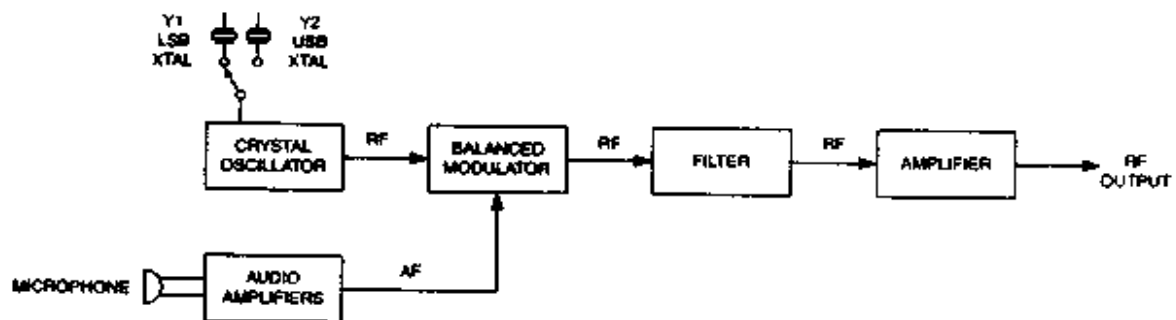 Y1
LSB
XTAL
Y2
USB
XTAL
CRYSTAL
OSCILLATOR
RF
BALANCED
MODULATOR
RF
FILTER
RF
AMPLIFIER
RF
OUTPUT
MICROPHONE
AUDIO
AMPLIFIERS
AF